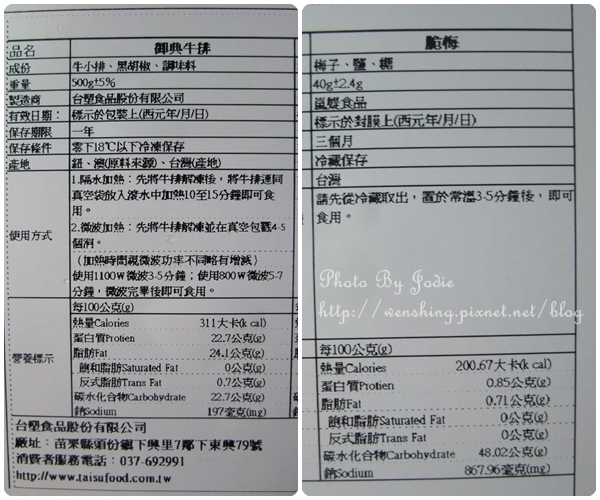 品名 御典牛排
成份 牛小排、黑胡椒、調味料
重量 500g±5%
製造商 台塑食品股份有限公司
有效日期： 標示於包裝上(西元年/月/日)
保存期限 一年
保存條件 零下18℃以下冷凍保存
產地 紐、澳(原料來源)、台灣(產地)
使用方式
1.隔水加熱：先將牛排解凍後，將牛排連同
真空袋放入滾水中加熱10至15分鐘即可食
用。
2.微波加熱：先將牛排解凍並在真空包戳4-5
個洞。
（加熱時間視微波功率不同略有增減）
使用1100W微波3-5分鐘；使用800W微波5-7
分鐘，微波完畢後即可食用。
營養標示
每100公克(g)
熱量Calories 311大卡(k cal)
蛋白質Protien 22.7公克(g)
脂肪Fat 24.1公克(g)
飽和脂肪Saturated Fat 0公克(g)
反式脂肪Trans Fat 0.7公克(g)
碳水化合物Carbohydrate 22.7公克(g)
鈉Sodium 197毫克(mg)
台塑食品股份有限公司
廠址：苗栗縣頭份鎮下興里7鄰下東興79號
消費者服務電話：037-692991
http://www.taisufood.com.tw
脆梅
梅子、鹽、糖
40g±2.4g
嵐媄食品
標示於封膜上(西元年/月/日)
三個月
冷藏保存
台灣
請先從冷藏取出，置於常溫3-5分鐘後，即可
食用。
Photo By Jodie
http://wenshing.pixnet.net/blog
每100公克(g)
熱量Calories 200.67大卡(k cal)
蛋白質Protien 0.85公克(g)
脂肪Fat 0.71公克(g)
飽和脂肪Saturated Fat 0公克(g)
反式脂肪Trans Fat 0公克(g)
碳水化合物Carbohydrate 48.02公克(g)
鈉Sodium 867.96毫克(mg)